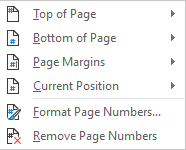 Top of Page
Bottom of Page
Page Margins
Current Position
Format Page Numbers...
Remove Page Numbers